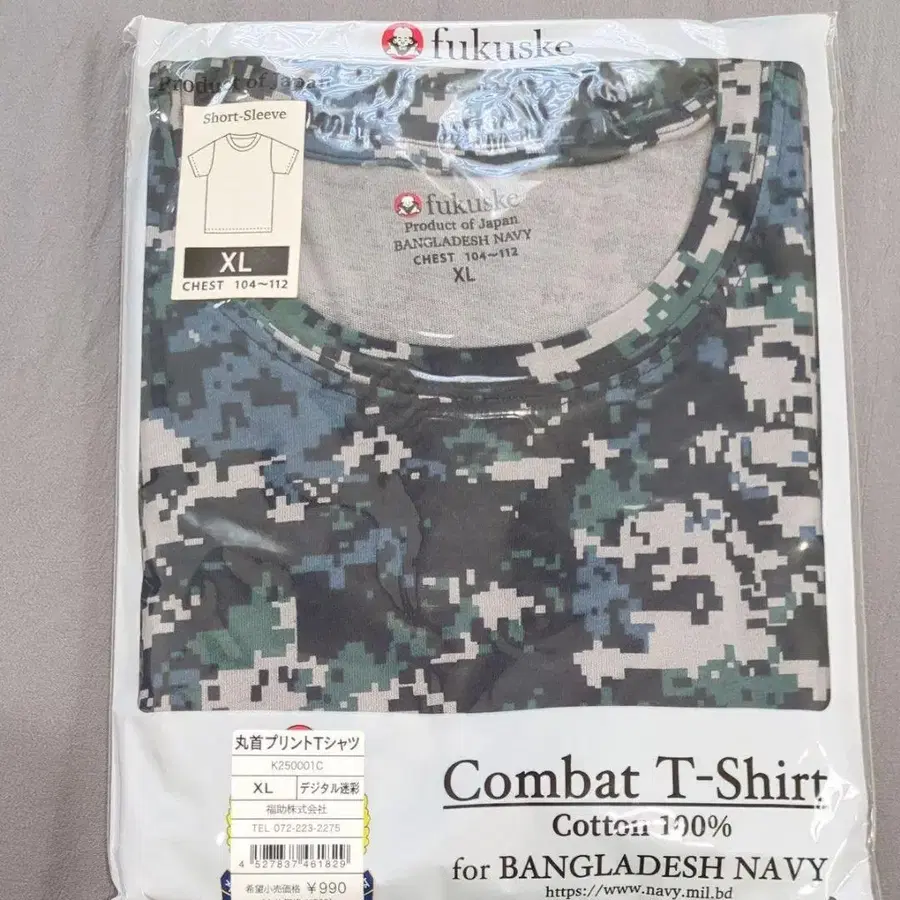 fukuske
Product of Japan
Short-Sleeve
XL
CHEST 104~112
fukuske
Product of Japan
BANGLADESH NAVY
CHEST 104~112
XL
丸首プリントTシャツ
K250001C
XL デジタル迷彩
福助株式会社
TEL 072-223-2275
4 527837 461829
希望小売価格 ¥990
Combat T-Shirt
Cotton 100%
for BANGLADESH NAVY
https://www.navy.mil.bd